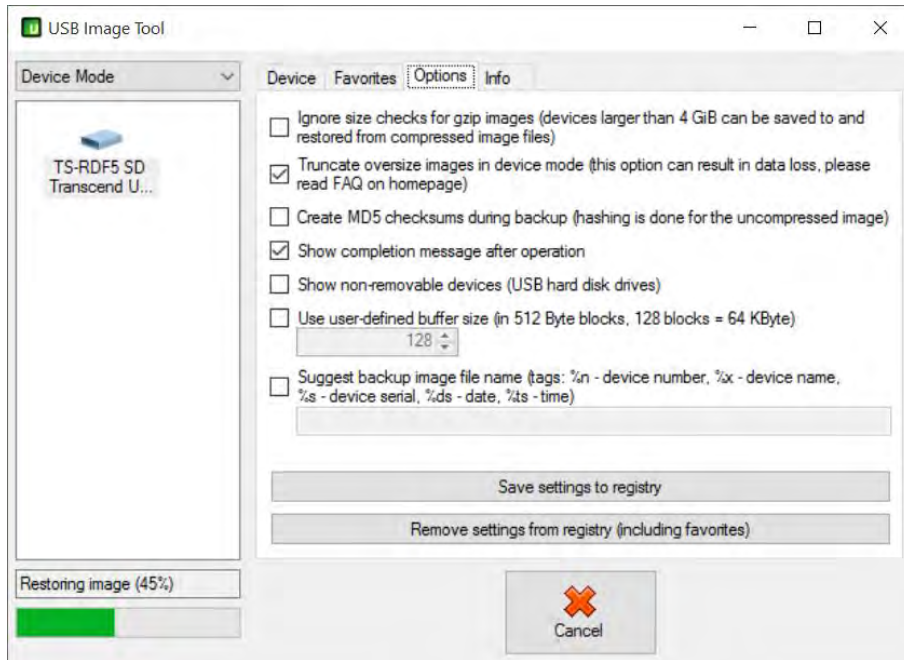 USB Image Tool
Device Mode
TS-RDF5 SD
Transcend U...
Device
Favorites
Options
Info
Ignore size checks for gzip images (devices larger than 4 GiB can be saved to and
restored from compressed image files)
Truncate oversize images in device mode (this option can result in data loss, please
read FAQ on homepage)
Create MD5 checksums during backup (hashing is done for the uncompressed image)
Show completion message after operation
Show non-removable devices (USB hard disk drives)
Use user-defined buffer size (in 512 Byte blocks, 128 blocks = 64 KByte)
128
Suggest backup image file name (tags: %n - device number, %x - device name,
%s - device serial, %ds - date, %ts - time)
Save settings to registry
Remove settings from registry (including favorites)
Restoring image (45%)
Cancel